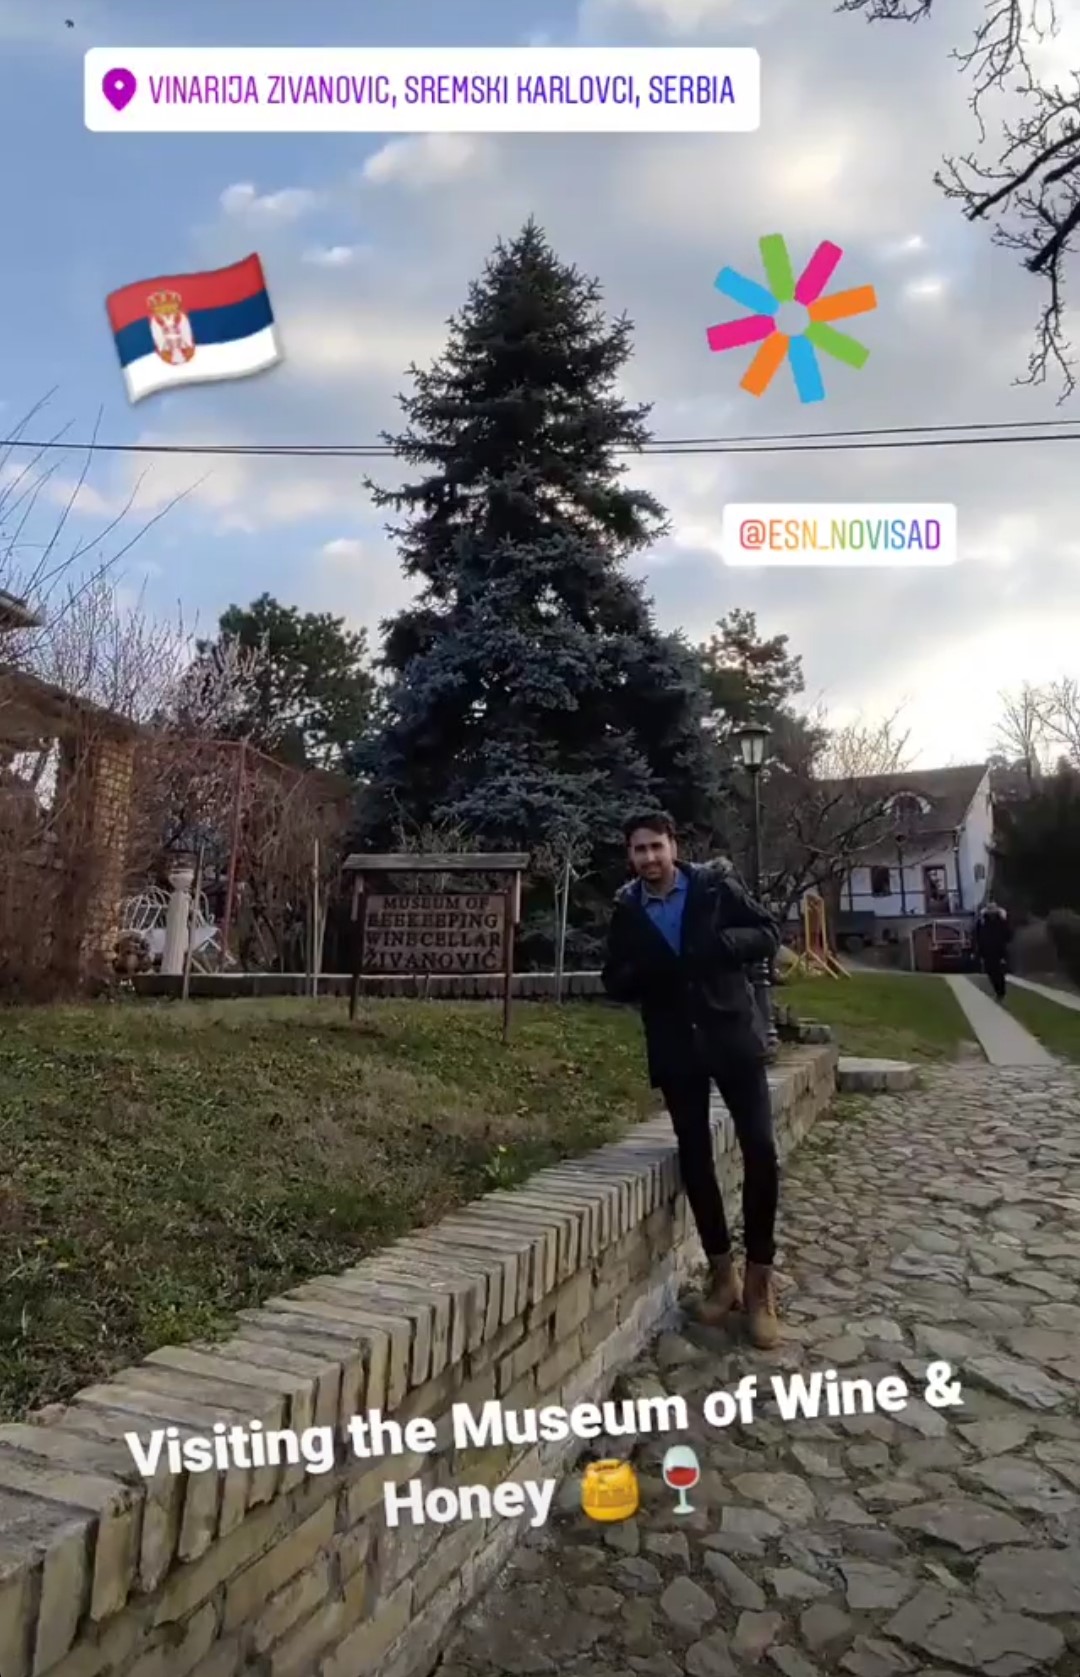 VINARIJA ZIVANOVIC, SREMSKI KARLOVCI, SERBIA
@ESN_NOVISAD
MUSEUM OF
BEEKEEPING
WINECELLAR
ŽIVANOVIĆ
Visiting the Museum of Wine &
Honey